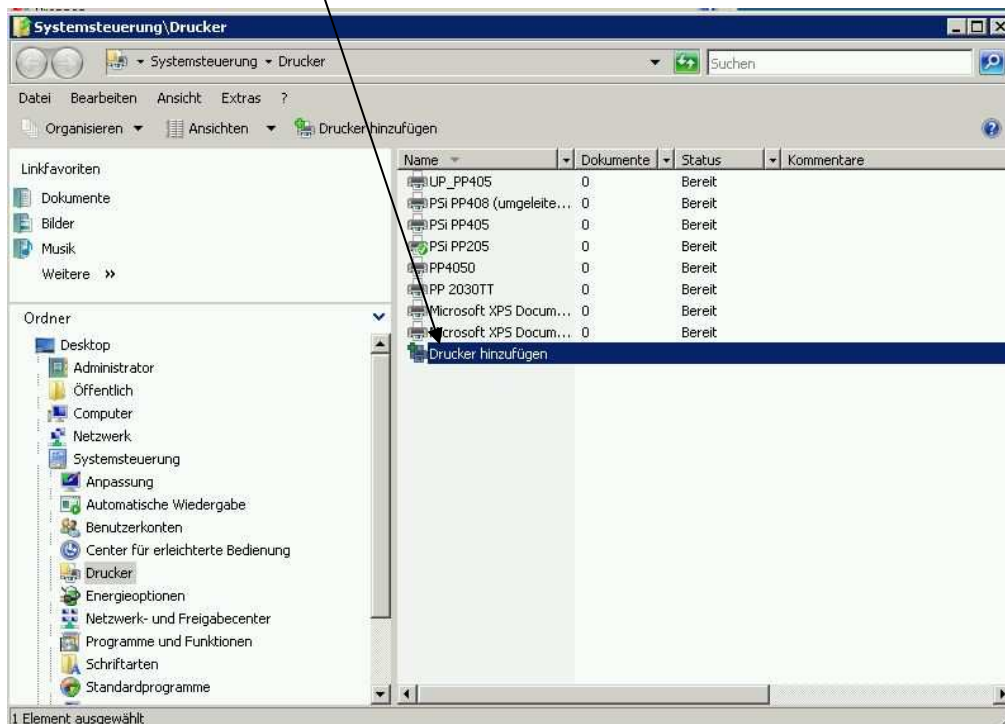 Systemsteuerung\Drucker
Systemsteuerung Drucker
Suchen
Datei Bearbeiten Ansicht Extras ?
Organisieren Ansichten Drucker hinzufügen
Linkfavoriten
Dokumente
Bilder
Musik
Weitere »
Ordner
Desktop
Administrator
Öffentlich
Computer
Netzwerk
Systemsteuerung
Anpassung
Automatische Wiedergabe
Benutzerkonten
Center für erleichterte Bedienung
Drucker
Energieoptionen
Netzwerk- und Freigabecenter
Programme und Funktionen
Schriftarten
Standardprogramme
Name Dokumente Status Kommentare
UP_PP405 0 Bereit
PSi PP408 (umgeleite... 0 Bereit
PSi PP405 0 Bereit
PSi PP205 0 Bereit
PP4050 0 Bereit
PP 2030TT 0 Bereit
Microsoft XPS Docum... 0 Bereit
Microsoft XPS Docum... 0 Bereit
Drucker hinzufügen
1 Element ausgewählt